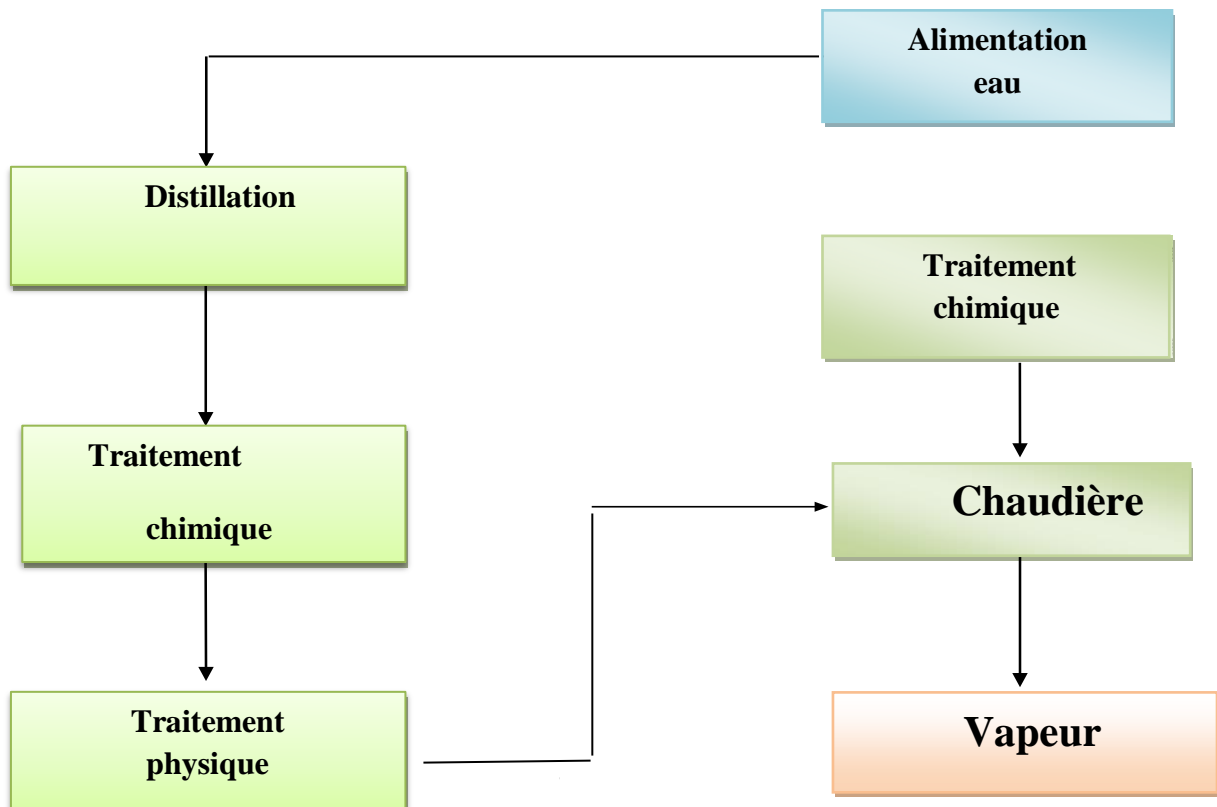 Alimentation
eau
Distillation
Traitement
chimique
Traitement
chimique
Chaudière
Traitement
physique
Vapeur